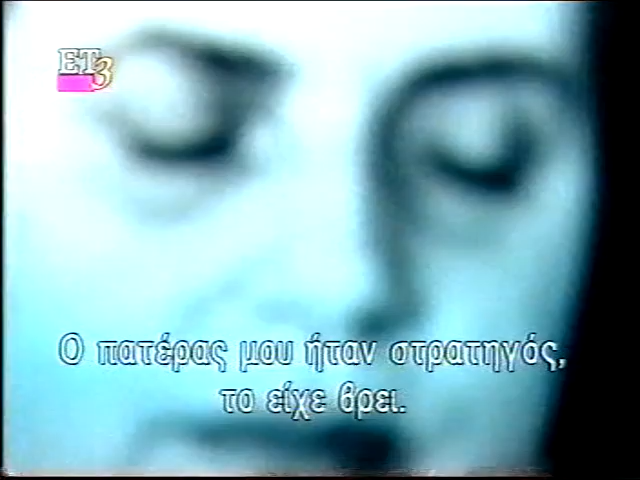 ET3
Ο πατέρας μου ήταν στρατηγός,
το είχε βρει.